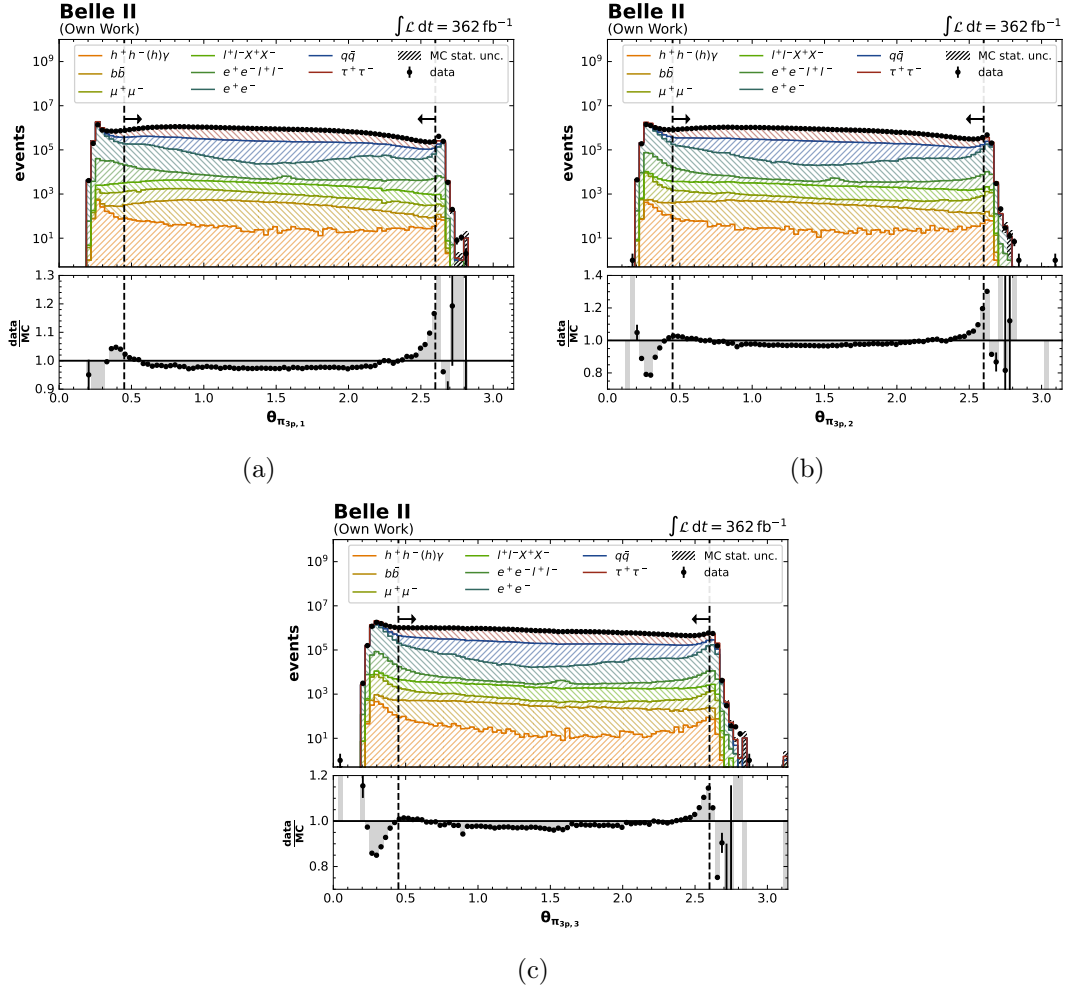 Belle II
(Own Work)
∫ℒ dt = 362 fb⁻¹
h⁺h⁻(h)γ l⁺l⁻X⁺X⁻ qq̄ MC stat. unc.
bb̄ e⁺e⁻l⁺l⁻ τ⁺τ⁻ data
μ⁺μ⁻ e⁺e⁻
events
10⁹
10⁷
10⁵
10³
10¹
data/MC
1.3
1.2
1.1
1.0
0.9
0.0 0.5 1.0 1.5 2.0 2.5 3.0
θπ₃ₚ,₁
(a)
Belle II
(Own Work)
∫ℒ dt = 362 fb⁻¹
h⁺h⁻(h)γ l⁺l⁻X⁺X⁻ qq̄ MC stat. unc.
bb̄ e⁺e⁻l⁺l⁻ τ⁺τ⁻ data
μ⁺μ⁻ e⁺e⁻
events
10⁹
10⁷
10⁵
10³
10¹
data/MC
1.4
1.2
1.0
0.8
0.0 0.5 1.0 1.5 2.0 2.5 3.0
θπ₃ₚ,₂
(b)
Belle II
(Own Work)
∫ℒ dt = 362 fb⁻¹
h⁺h⁻(h)γ l⁺l⁻X⁺X⁻ qq̄ MC stat. unc.
bb̄ e⁺e⁻l⁺l⁻ τ⁺τ⁻ data
μ⁺μ⁻ e⁺e⁻
events
10⁹
10⁷
10⁵
10³
10¹
data/MC
1.2
1.0
0.8
0.0 0.5 1.0 1.5 2.0 2.5 3.0
θπ₃ₚ,₃
(c)